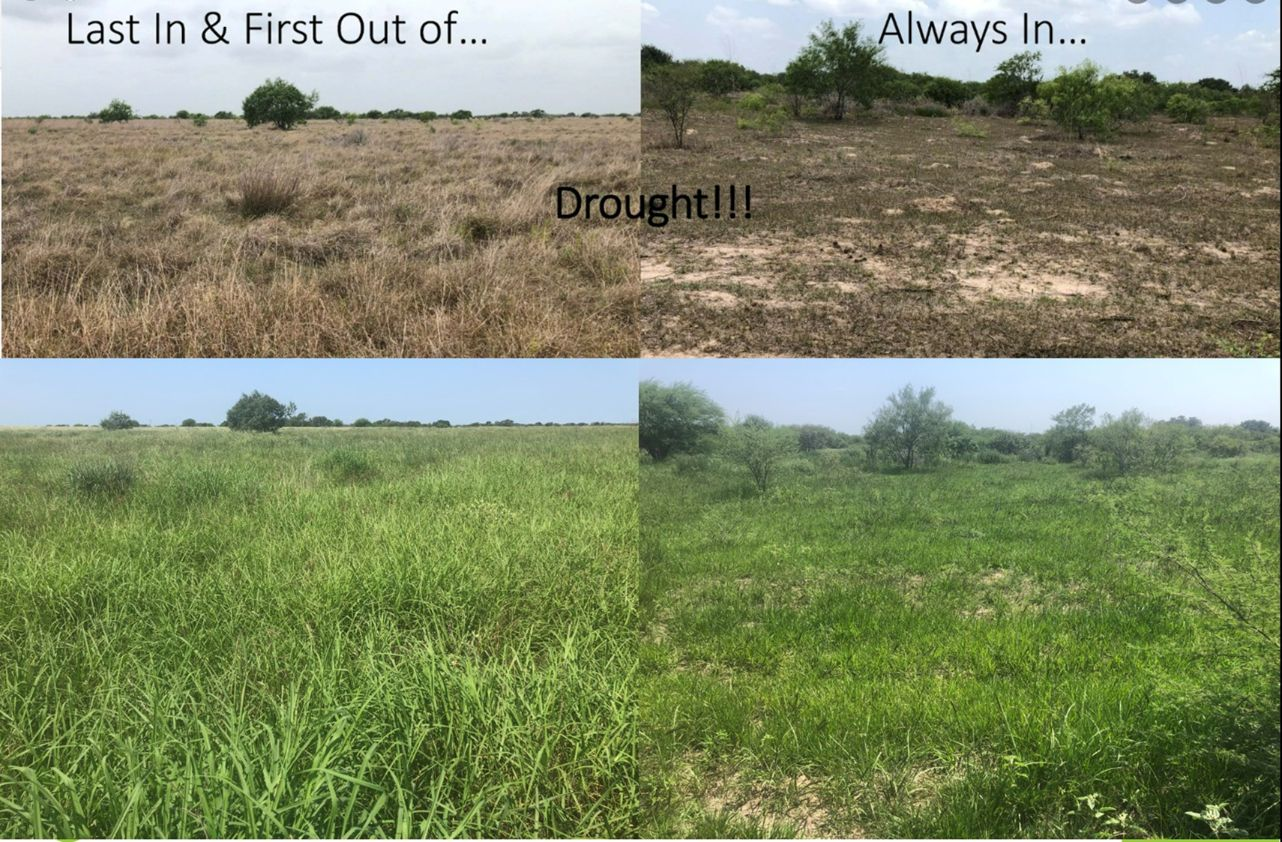 Last In & First Out of...
Always In...
Drought!!!